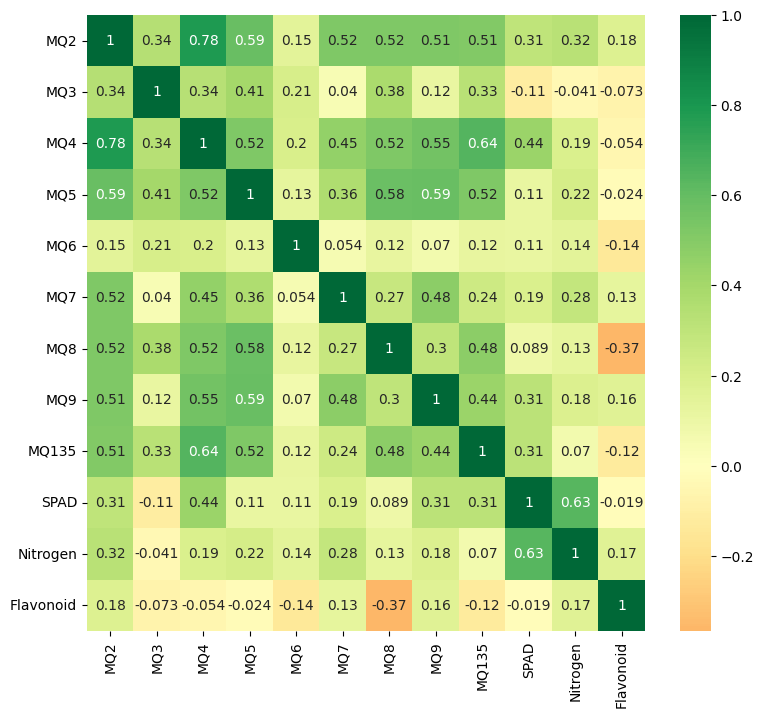 MQ2 1 0.34 0.78 0.59 0.15 0.52 0.52 0.51 0.51 0.31 0.32 0.18
MQ3 0.34 1 0.34 0.41 0.21 0.04 0.38 0.12 0.33 -0.11 -0.041 -0.073
MQ4 0.78 0.34 1 0.52 0.2 0.45 0.52 0.55 0.64 0.44 0.19 -0.054
MQ5 0.59 0.41 0.52 1 0.13 0.36 0.58 0.59 0.52 0.11 0.22 -0.024
MQ6 0.15 0.21 0.2 0.13 1 0.054 0.12 0.07 0.12 0.11 0.14 -0.14
MQ7 0.52 0.04 0.45 0.36 0.054 1 0.27 0.48 0.24 0.19 0.28 0.13
MQ8 0.52 0.38 0.52 0.58 0.12 0.27 1 0.3 0.48 0.089 0.13 -0.37
MQ9 0.51 0.12 0.55 0.59 0.07 0.48 0.3 1 0.44 0.31 0.18 0.16
MQ135 0.51 0.33 0.64 0.52 0.12 0.24 0.48 0.44 1 0.31 0.07 -0.12
SPAD 0.31 -0.11 0.44 0.11 0.11 0.19 0.089 0.31 0.31 1 0.63 -0.019
Nitrogen 0.32 -0.041 0.19 0.22 0.14 0.28 0.13 0.18 0.07 0.63 1 0.17
Flavonoid 0.18 -0.073 -0.054 -0.024 -0.14 0.13 -0.37 0.16 -0.12 -0.019 0.17 1
MQ2 MQ3 MQ4 MQ5 MQ6 MQ7 MQ8 MQ9 MQ135 SPAD Nitrogen Flavonoid
1.0
0.8
0.6
0.4
0.2
0.0
−0.2